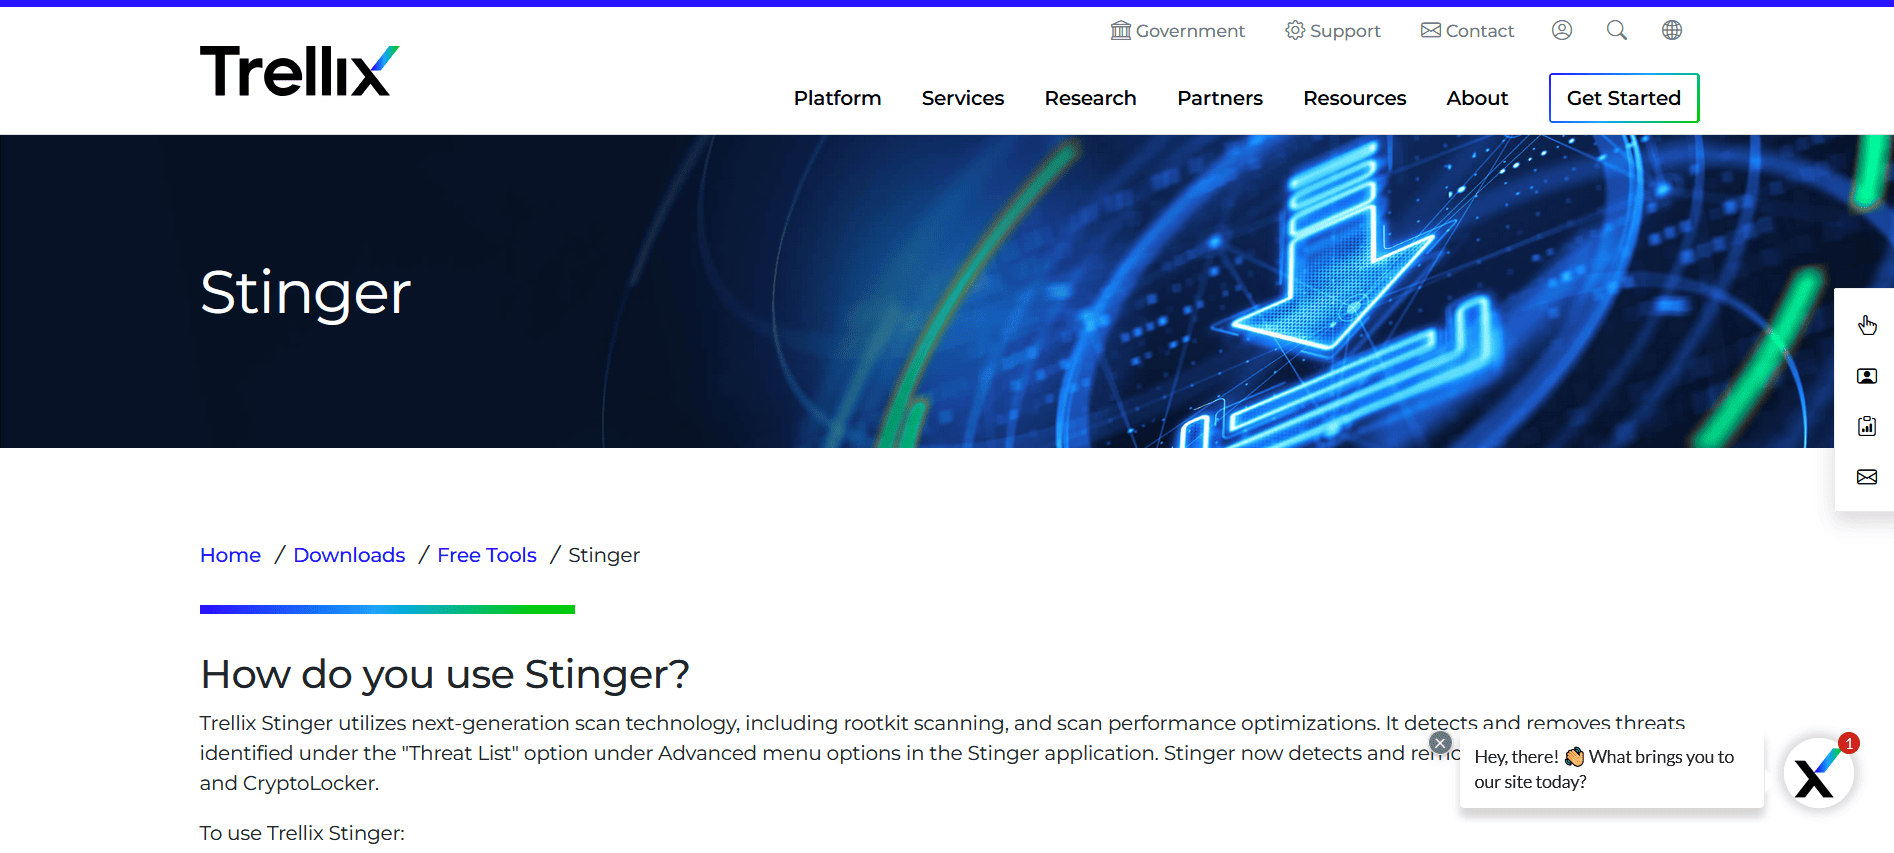 Government
Support
Contact
Trellix
Platform
Services
Research
Partners
Resources
About
Get Started
Stinger
Home / Downloads / Free Tools / Stinger
How do you use Stinger?
Trellix Stinger utilizes next-generation scan technology, including rootkit scanning, and scan performance optimizations. It detects and removes threats
identified under the "Threat List" option under Advanced menu options in the Stinger application. Stinger now detects and
and CryptoLocker.
To use Trellix Stinger:
Hey, there! 👏 What brings you to
our site today?
1